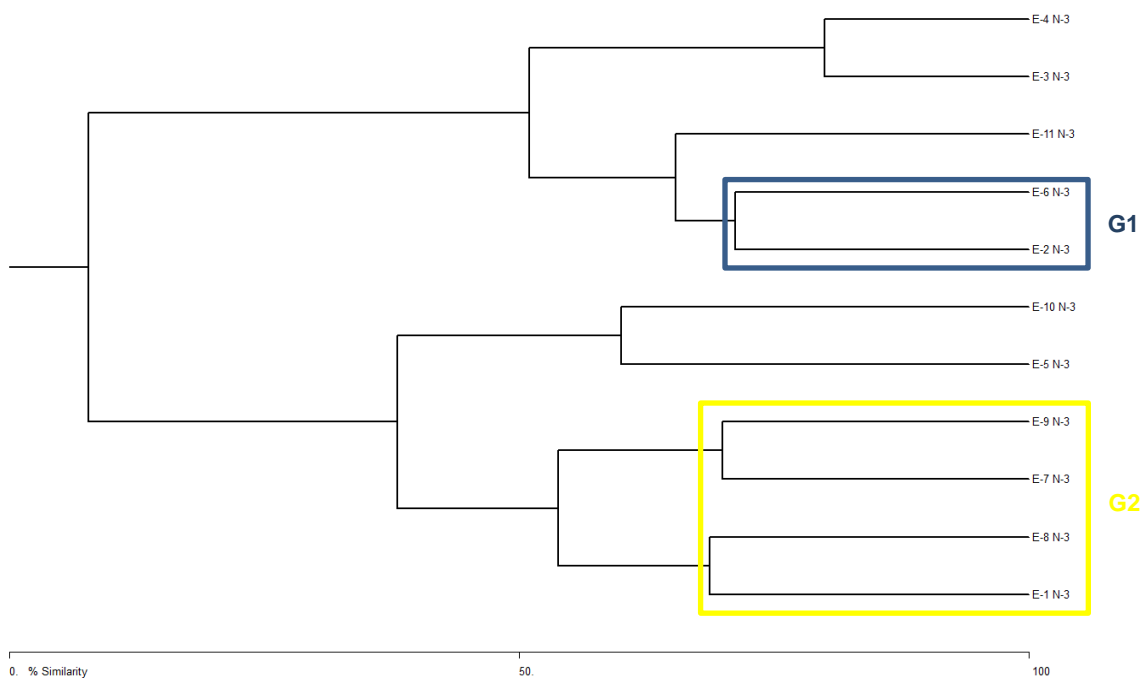 E-4 N-3
E-3 N-3
E-11 N-3
E-6 N-3
G1
E-2 N-3
E-10 N-3
E-5 N-3
E-9 N-3
E-7 N-3
G2
E-8 N-3
E-1 N-3
0. % Similarity 50. 100